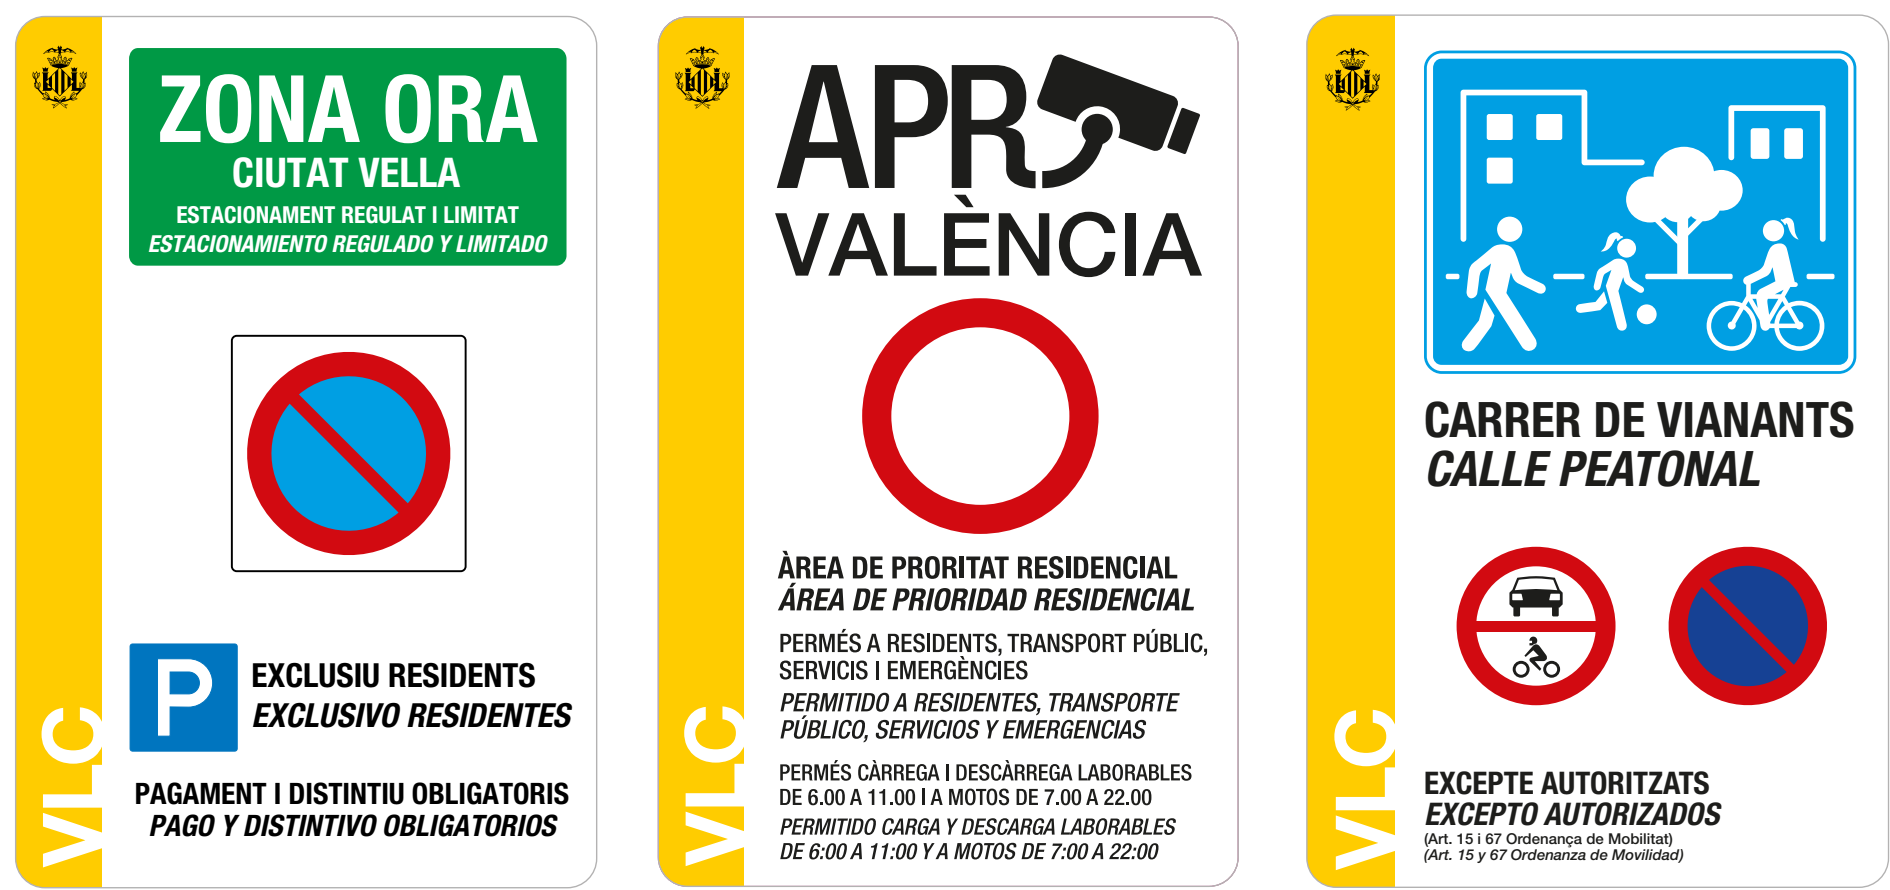 ZONA ORA
CIUTAT VELLA
ESTACIONAMENT REGULAT I LIMITAT
ESTACIONAMIENTO REGULADO Y LIMITADO
P
EXCLUSIU RESIDENTS
EXCLUSIVO RESIDENTES
PAGAMENT I DISTINTIU OBLIGATORIS
PAGO Y DISTINTIVO OBLIGATORIOS
VLC
APR
VALÈNCIA
ÀREA DE PRORITAT RESIDENCIAL
ÁREA DE PRIORIDAD RESIDENCIAL
PERMÉS A RESIDENTS, TRANSPORT PÚBLIC,
SERVICIS I EMERGÈNCIES
PERMITIDO A RESIDENTES, TRANSPORTE
PÚBLICO, SERVICIOS Y EMERGENCIAS
PERMÉS CÀRREGA I DESCÀRREGA LABORABLES
DE 6.00 A 11.00 I A MOTOS DE 7.00 A 22.00
PERMITIDO CARGA Y DESCARGA LABORABLES
DE 6:00 A 11:00 Y A MOTOS DE 7:00 A 22:00
VLC
CARRER DE VIANANTS
CALLE PEATONAL
EXCEPTE AUTORITZATS
EXCEPTO AUTORIZADOS
(Art. 15 i 67 Ordenança de Mobilitat)
(Art. 15 y 67 Ordenanza de Movilidad)
VLC